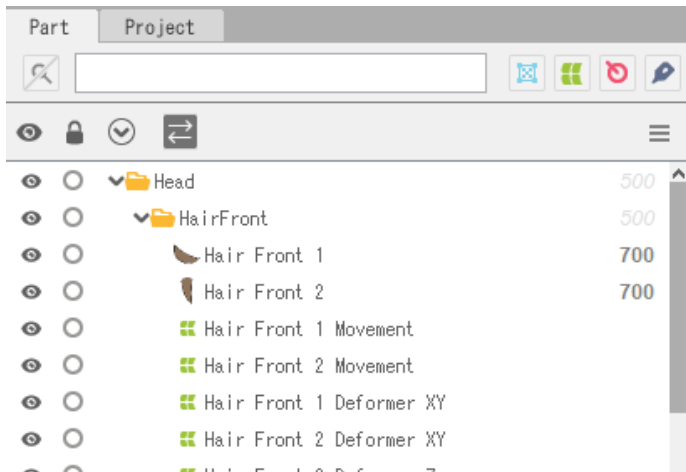 Part Project
Head 500
HairFront 500
Hair Front 1 700
Hair Front 2 700
Hair Front 1 Movement
Hair Front 2 Movement
Hair Front 1 Deformer XY
Hair Front 2 Deformer XY